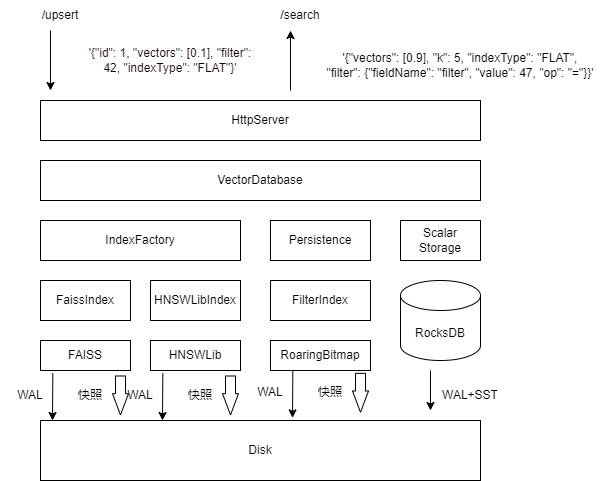 /upsert
/search
'{"id": 1, "vectors": [0.1], "filter":
42, "indexType": "FLAT"}'
'{"vectors": [0.9], "k": 5, "indexType": "FLAT",
"filter": {"fieldName": "filter", "value": 47, "op": "="}}'
HttpServer
VectorDatabase
IndexFactory
Persistence
Scalar
Storage
FaissIndex
HNSWLibIndex
FilterIndex
RocksDB
FAISS
HNSWLib
RoaringBitmap
WAL
快照
WAL
快照
WAL
快照
WAL+SST
Disk